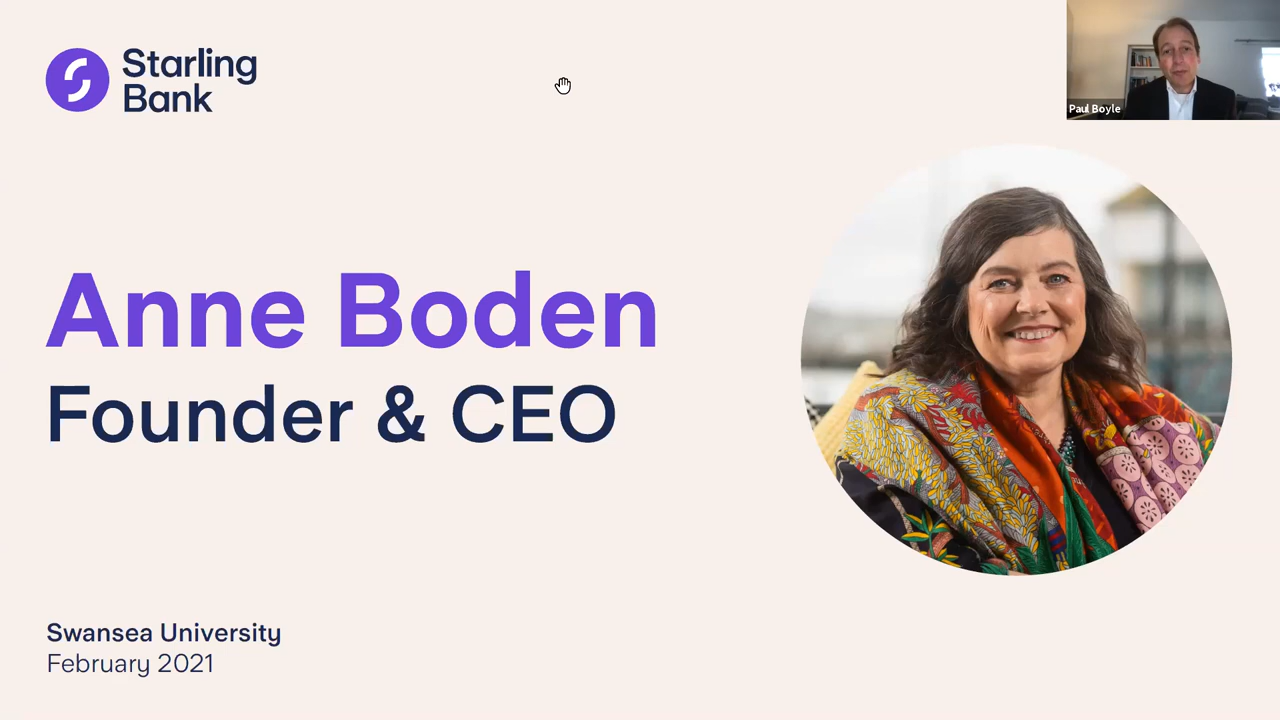 Starling
Bank
Paul Boyle
Anne Boden
Founder & CEO
Swansea University
February 2021